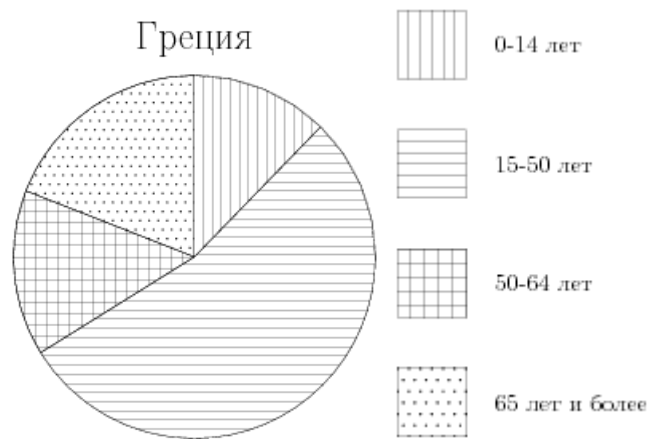 Греция
0-14 лет
15-50 лет
50-64 лет
65 лет и более